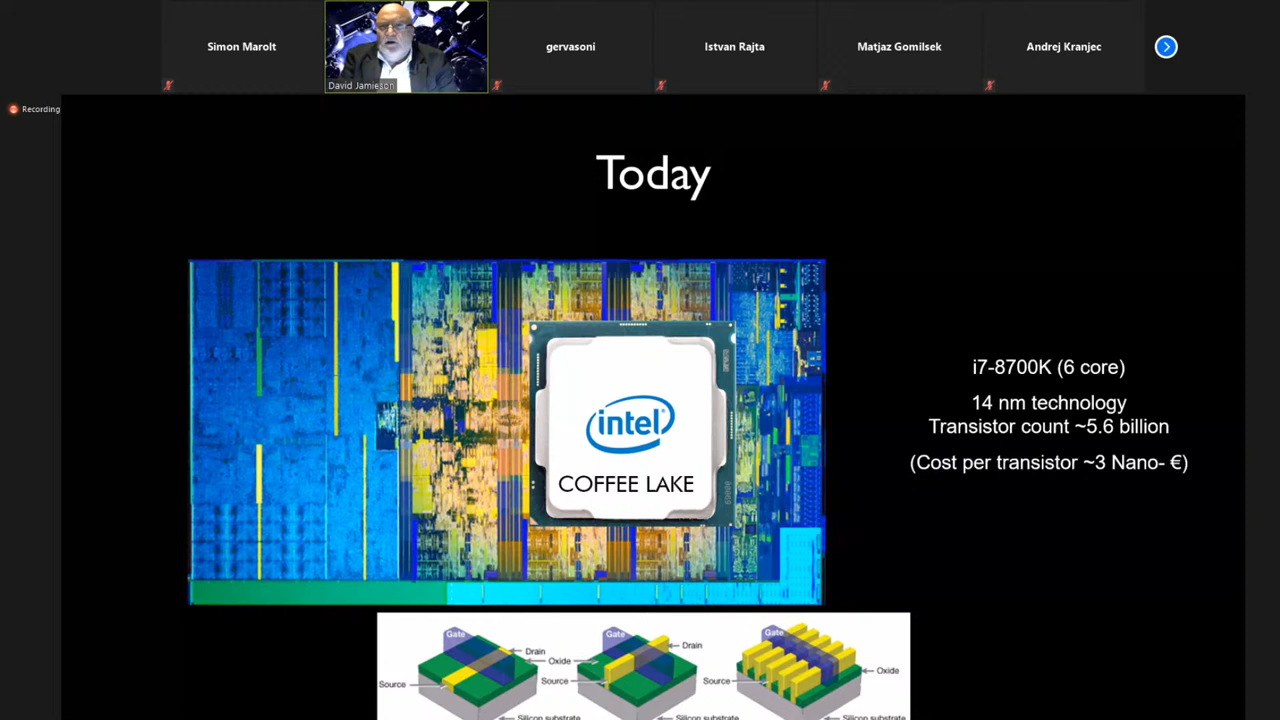 Simon Marolt
David Jamieson
gervasoni
Istvan Rajta
Matjaz Gomilsek
Andrej Kranjec
Recording
Today
intel
COFFEE LAKE
i7-8700K (6 core)
14 nm technology
Transistor count ~5.6 billion
(Cost per transistor ~3 Nano- €)
Gate
Drain
Oxide
Source
Silicon substrate
Gate
Drain
Source
Silicon substrate
Gate
Oxide
Source
Silicon substrate